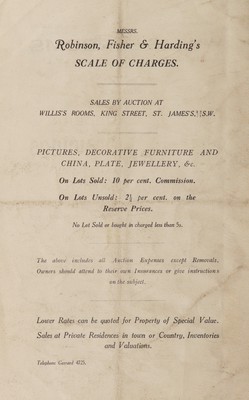 MESSRS.
Robinson, Fisher & Harding's
SCALE OF CHARGES.
SALES BY AUCTION AT
WILLIS'S ROOMS, KING STREET, ST. JAMES'S, S.W.
PICTURES, DECORATIVE FURNITURE AND
CHINA, PLATE, JEWELLERY, &c.
On Lots Sold: 10 per cent. Commission.
On Lots Unsold: 2½ per cent. on the
Reserve Prices.
No Lot Sold or bought in charged less than 5s.
The above includes all Auction Expenses except Removals.
Owners should attend to their own Insurances or give instructions
on the subject.
Lower Rates can be quoted for Property of Special Value.
Sales at Private Residences in town or Country, Inventories
and Valuations.
Telephone Gerrard 4125.